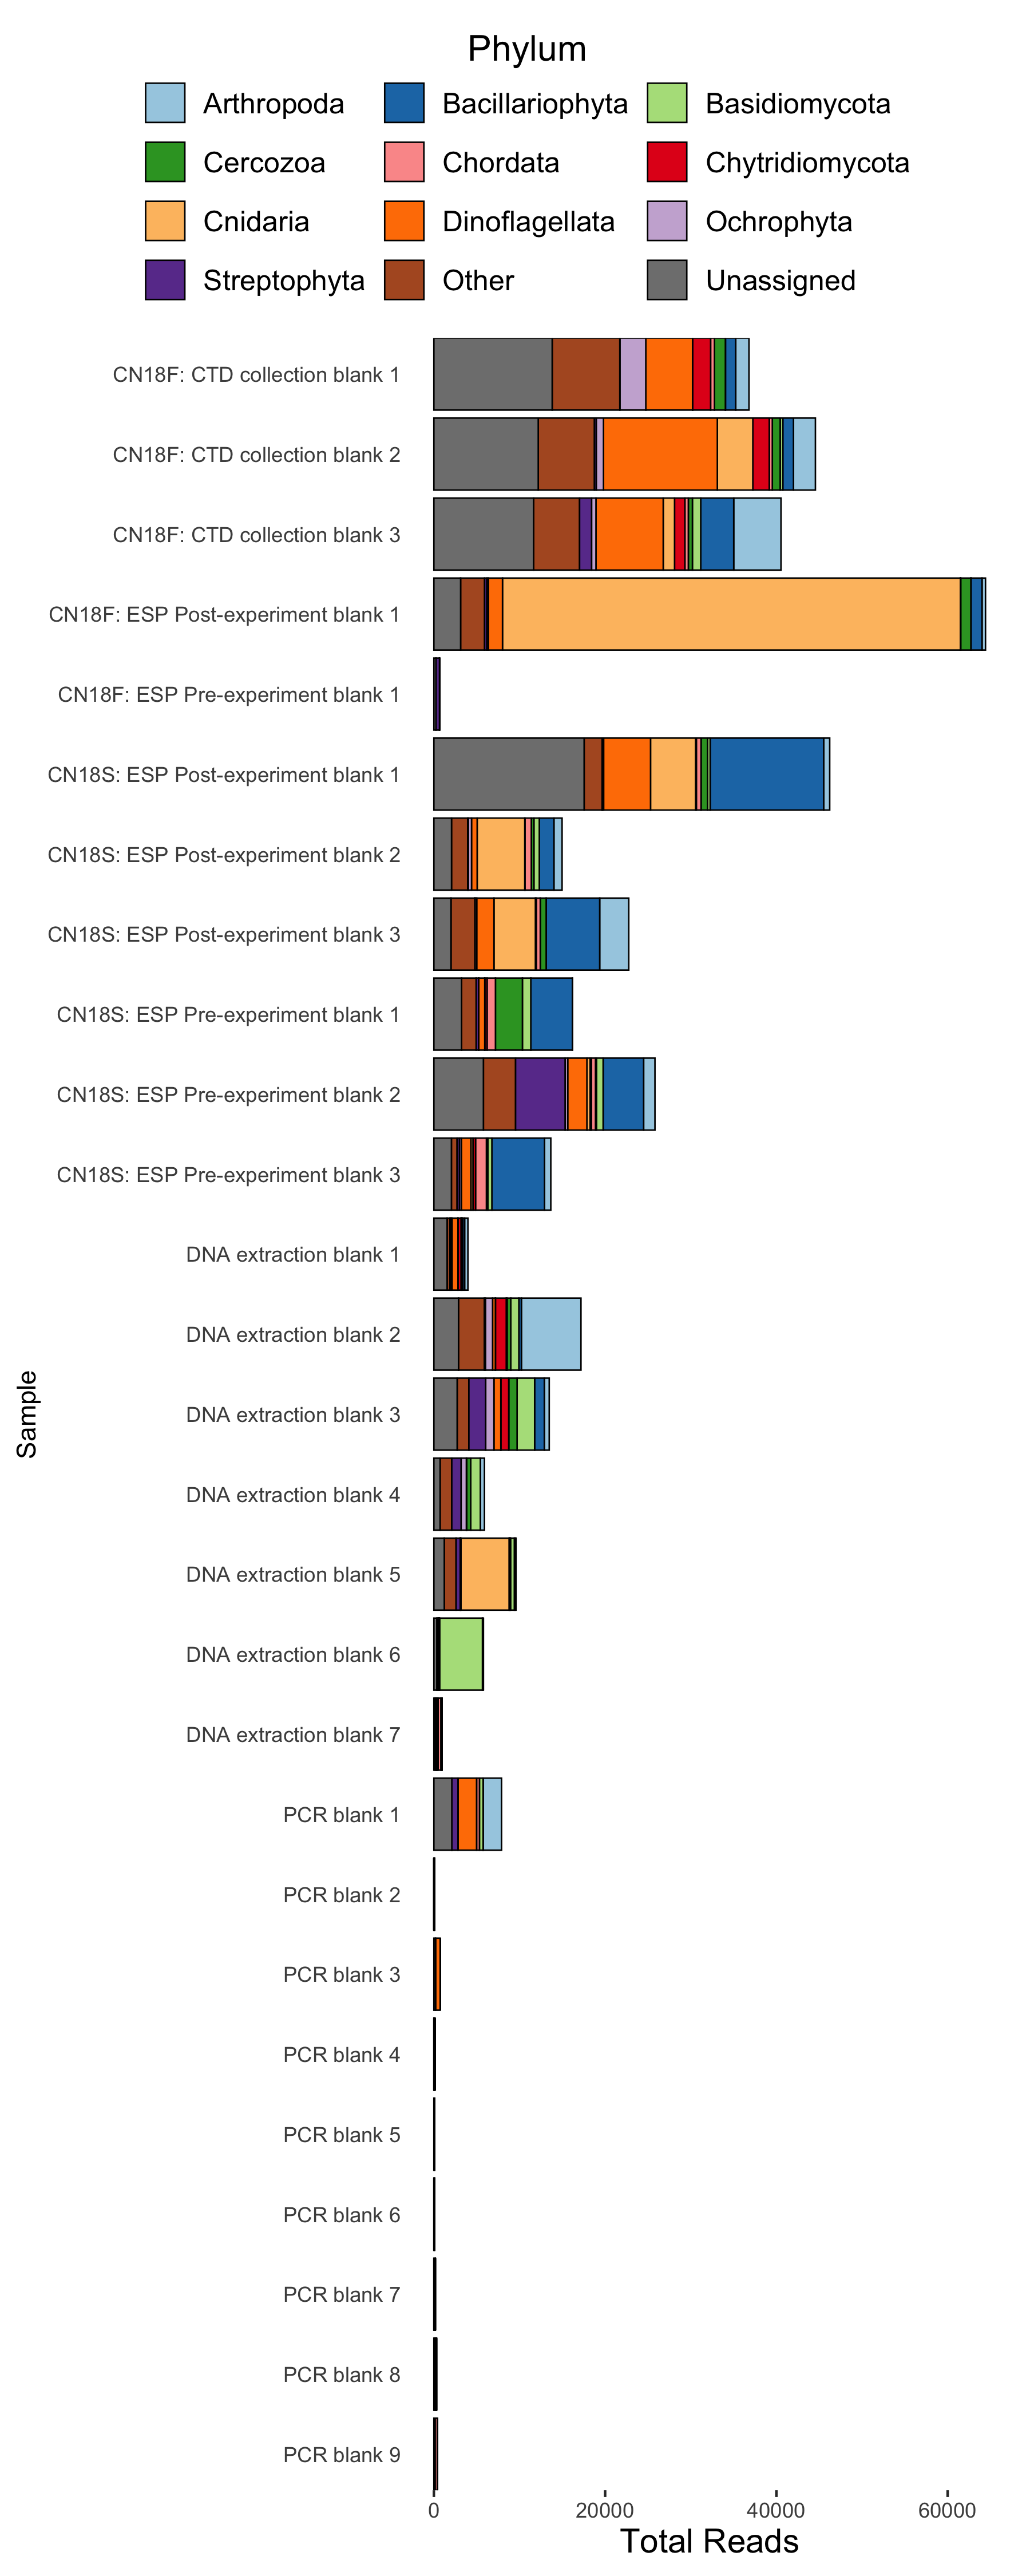 Phylum
Arthropoda Bacillariophyta Basidiomycota
Cercozoa Chordata Chytridiomycota
Cnidaria Dinoflagellata Ochrophyta
Streptophyta Other Unassigned
CN18F: CTD collection blank 1
CN18F: CTD collection blank 2
CN18F: CTD collection blank 3
CN18F: ESP Post-experiment blank 1
CN18F: ESP Pre-experiment blank 1
CN18S: ESP Post-experiment blank 1
CN18S: ESP Post-experiment blank 2
CN18S: ESP Post-experiment blank 3
CN18S: ESP Pre-experiment blank 1
CN18S: ESP Pre-experiment blank 2
CN18S: ESP Pre-experiment blank 3
DNA extraction blank 1
DNA extraction blank 2
DNA extraction blank 3
DNA extraction blank 4
DNA extraction blank 5
DNA extraction blank 6
DNA extraction blank 7
PCR blank 1
PCR blank 2
PCR blank 3
PCR blank 4
PCR blank 5
PCR blank 6
PCR blank 7
PCR blank 8
PCR blank 9
Sample
0 20000 40000 60000
Total Reads